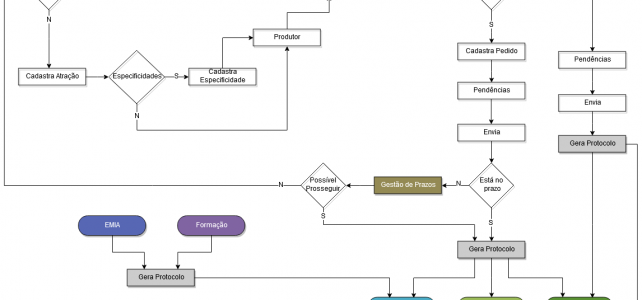 N
S
Produtor
Cadastra Pedido
Pendências
Cadastra Atração
Especificidades
S
Cadastra
Especificidade
N
Pendências
Envia
Envia
Gera Protocolo
N
Possível
Prosseguir
Gestão de Prazos
N
Está no
prazo
S
S
EMIA
Formação
Gera Protocolo
Gera Protocolo